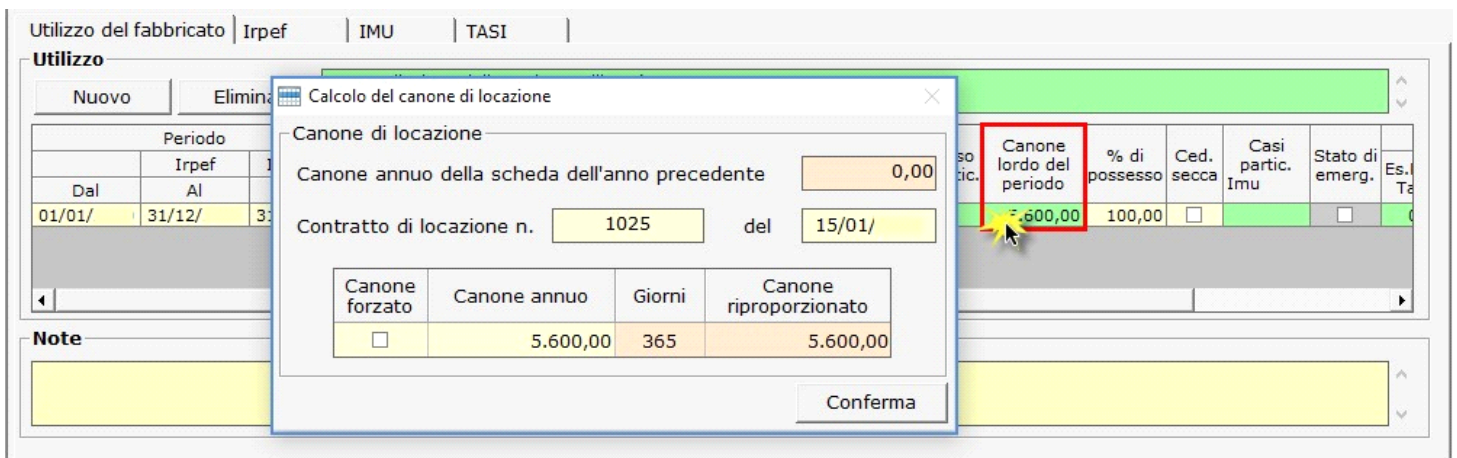 Utilizzo del fabbricato Irpef IMU TASI
Utilizzo
Nuovo
Calcolo del canone di locazione
Canone di locazione
Canone annuo della scheda dell'anno precedente 0,00
Contratto di locazione n. 1025 del 15/01/
Canone forzato Canone annuo Giorni Canone riproporzionato
5.600,00 365 5.600,00
Conferma
Periodo
Irpef
Dal Al
01/01/ 31/12/
Canone lordo del periodo % di possesso Ced. secca Casi partic. Imu Stato di emerg.
100,00
Note